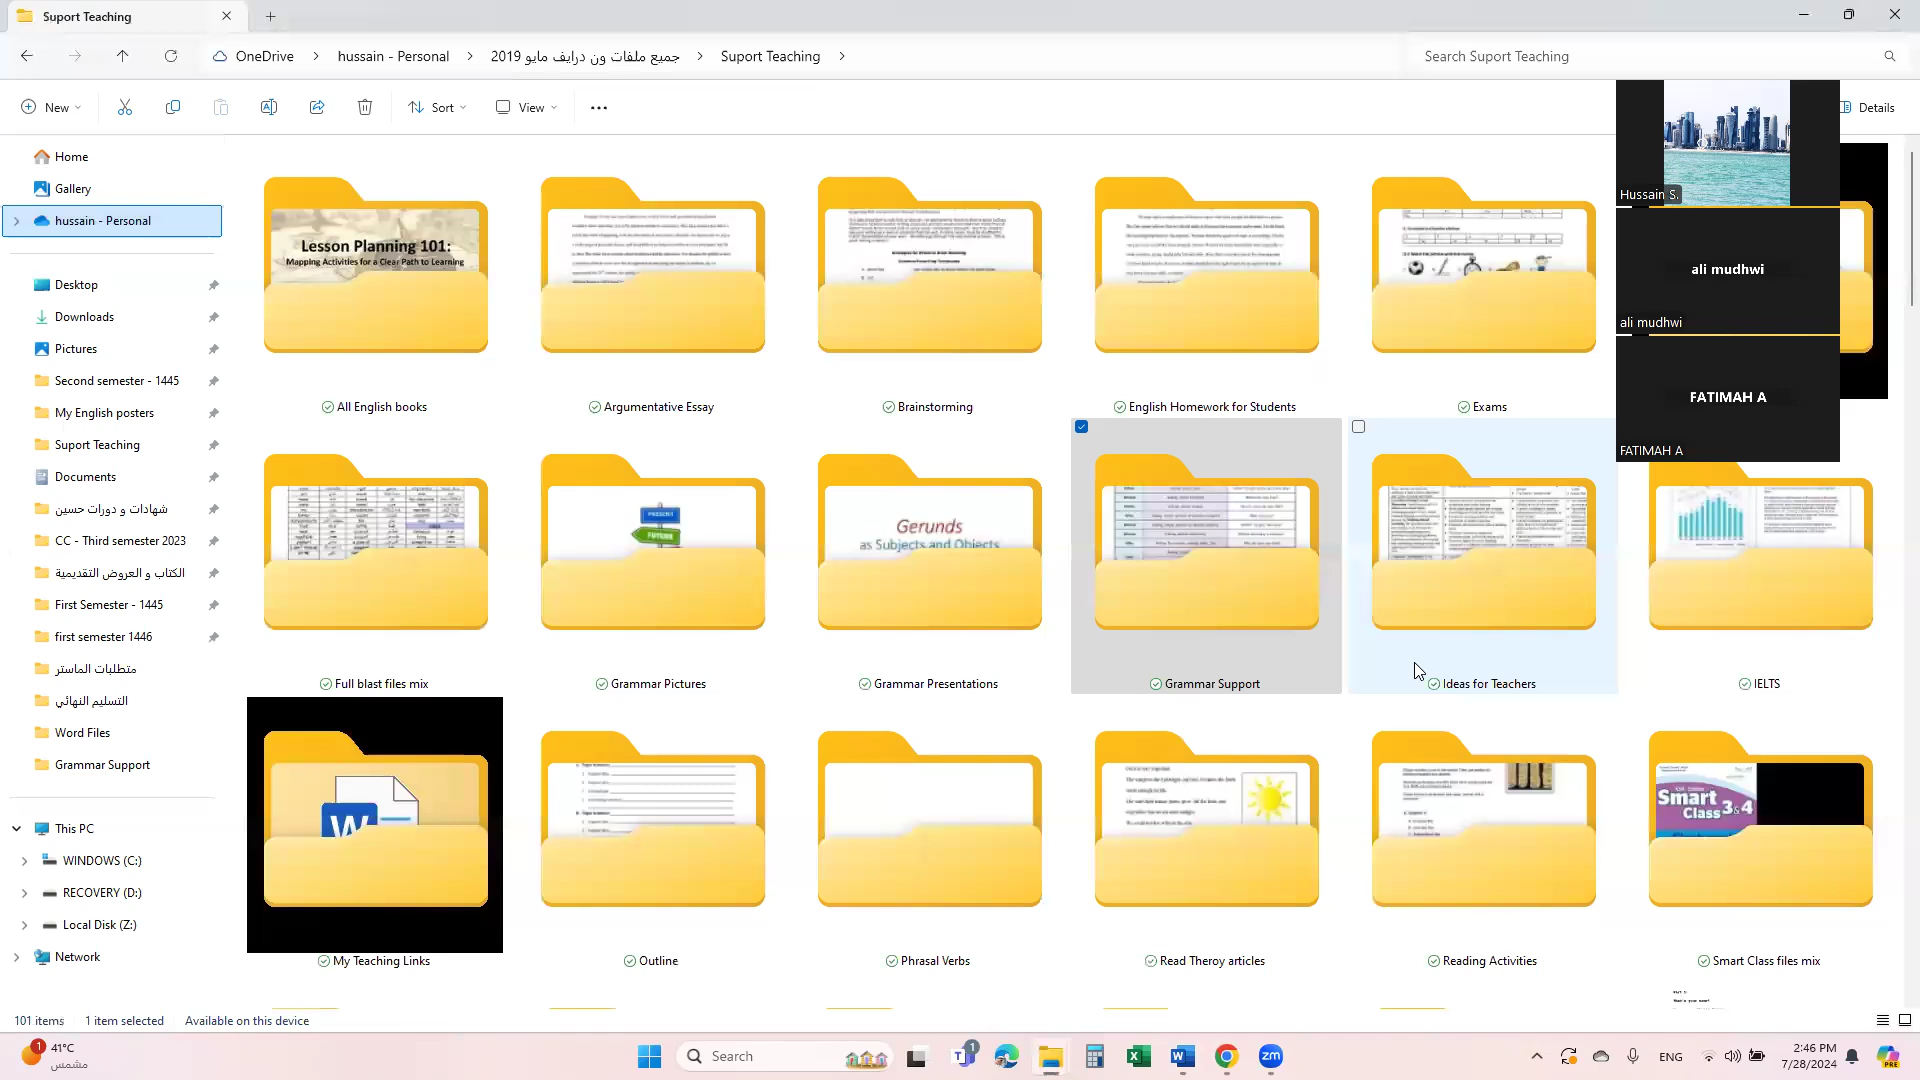 Suport Teaching
OneDrive
hussain - Personal
جميع ملفات ون درايف مايو 2019
Suport Teaching
Search Suport Teaching
New
Sort
View
Details
Home
Gallery
hussain - Personal
Desktop
Downloads
Pictures
Second semester - 1445
My English posters
Suport Teaching
Documents
شهادات و دورات حسين
CC - Third semester 2023
الكتاب و العروض التقديمية
First Semester - 1445
first semester 1446
متطلبات الماستر
التسليم النهائي
Word Files
Grammar Support
This PC
WINDOWS (C:)
RECOVERY (D:)
Local Disk (Z:)
Network
Lesson Planning 101:
Mapping Activities for a Clear Path to Learning
All English books
Argumentative Essay
Brainstorming
English Homework for Students
Exams
Hussain S.
ali mudhwi
ali mudhwi
FATIMAH A
FATIMAH A
PRESENT
FUTURE
Gerunds
as Subjects and Objects
Full blast files mix
Grammar Pictures
Grammar Presentations
Grammar Support
Ideas for Teachers
IELTS
W
Smart
Class 3&4
My Teaching Links
Outline
Phrasal Verbs
Read Theroy articles
Reading Activities
Smart Class files mix
101 items
1 item selected
Available on this device
1
41°C
مشمس
Search
1
zm
ENG
2:46 PM
7/28/2024
PRE